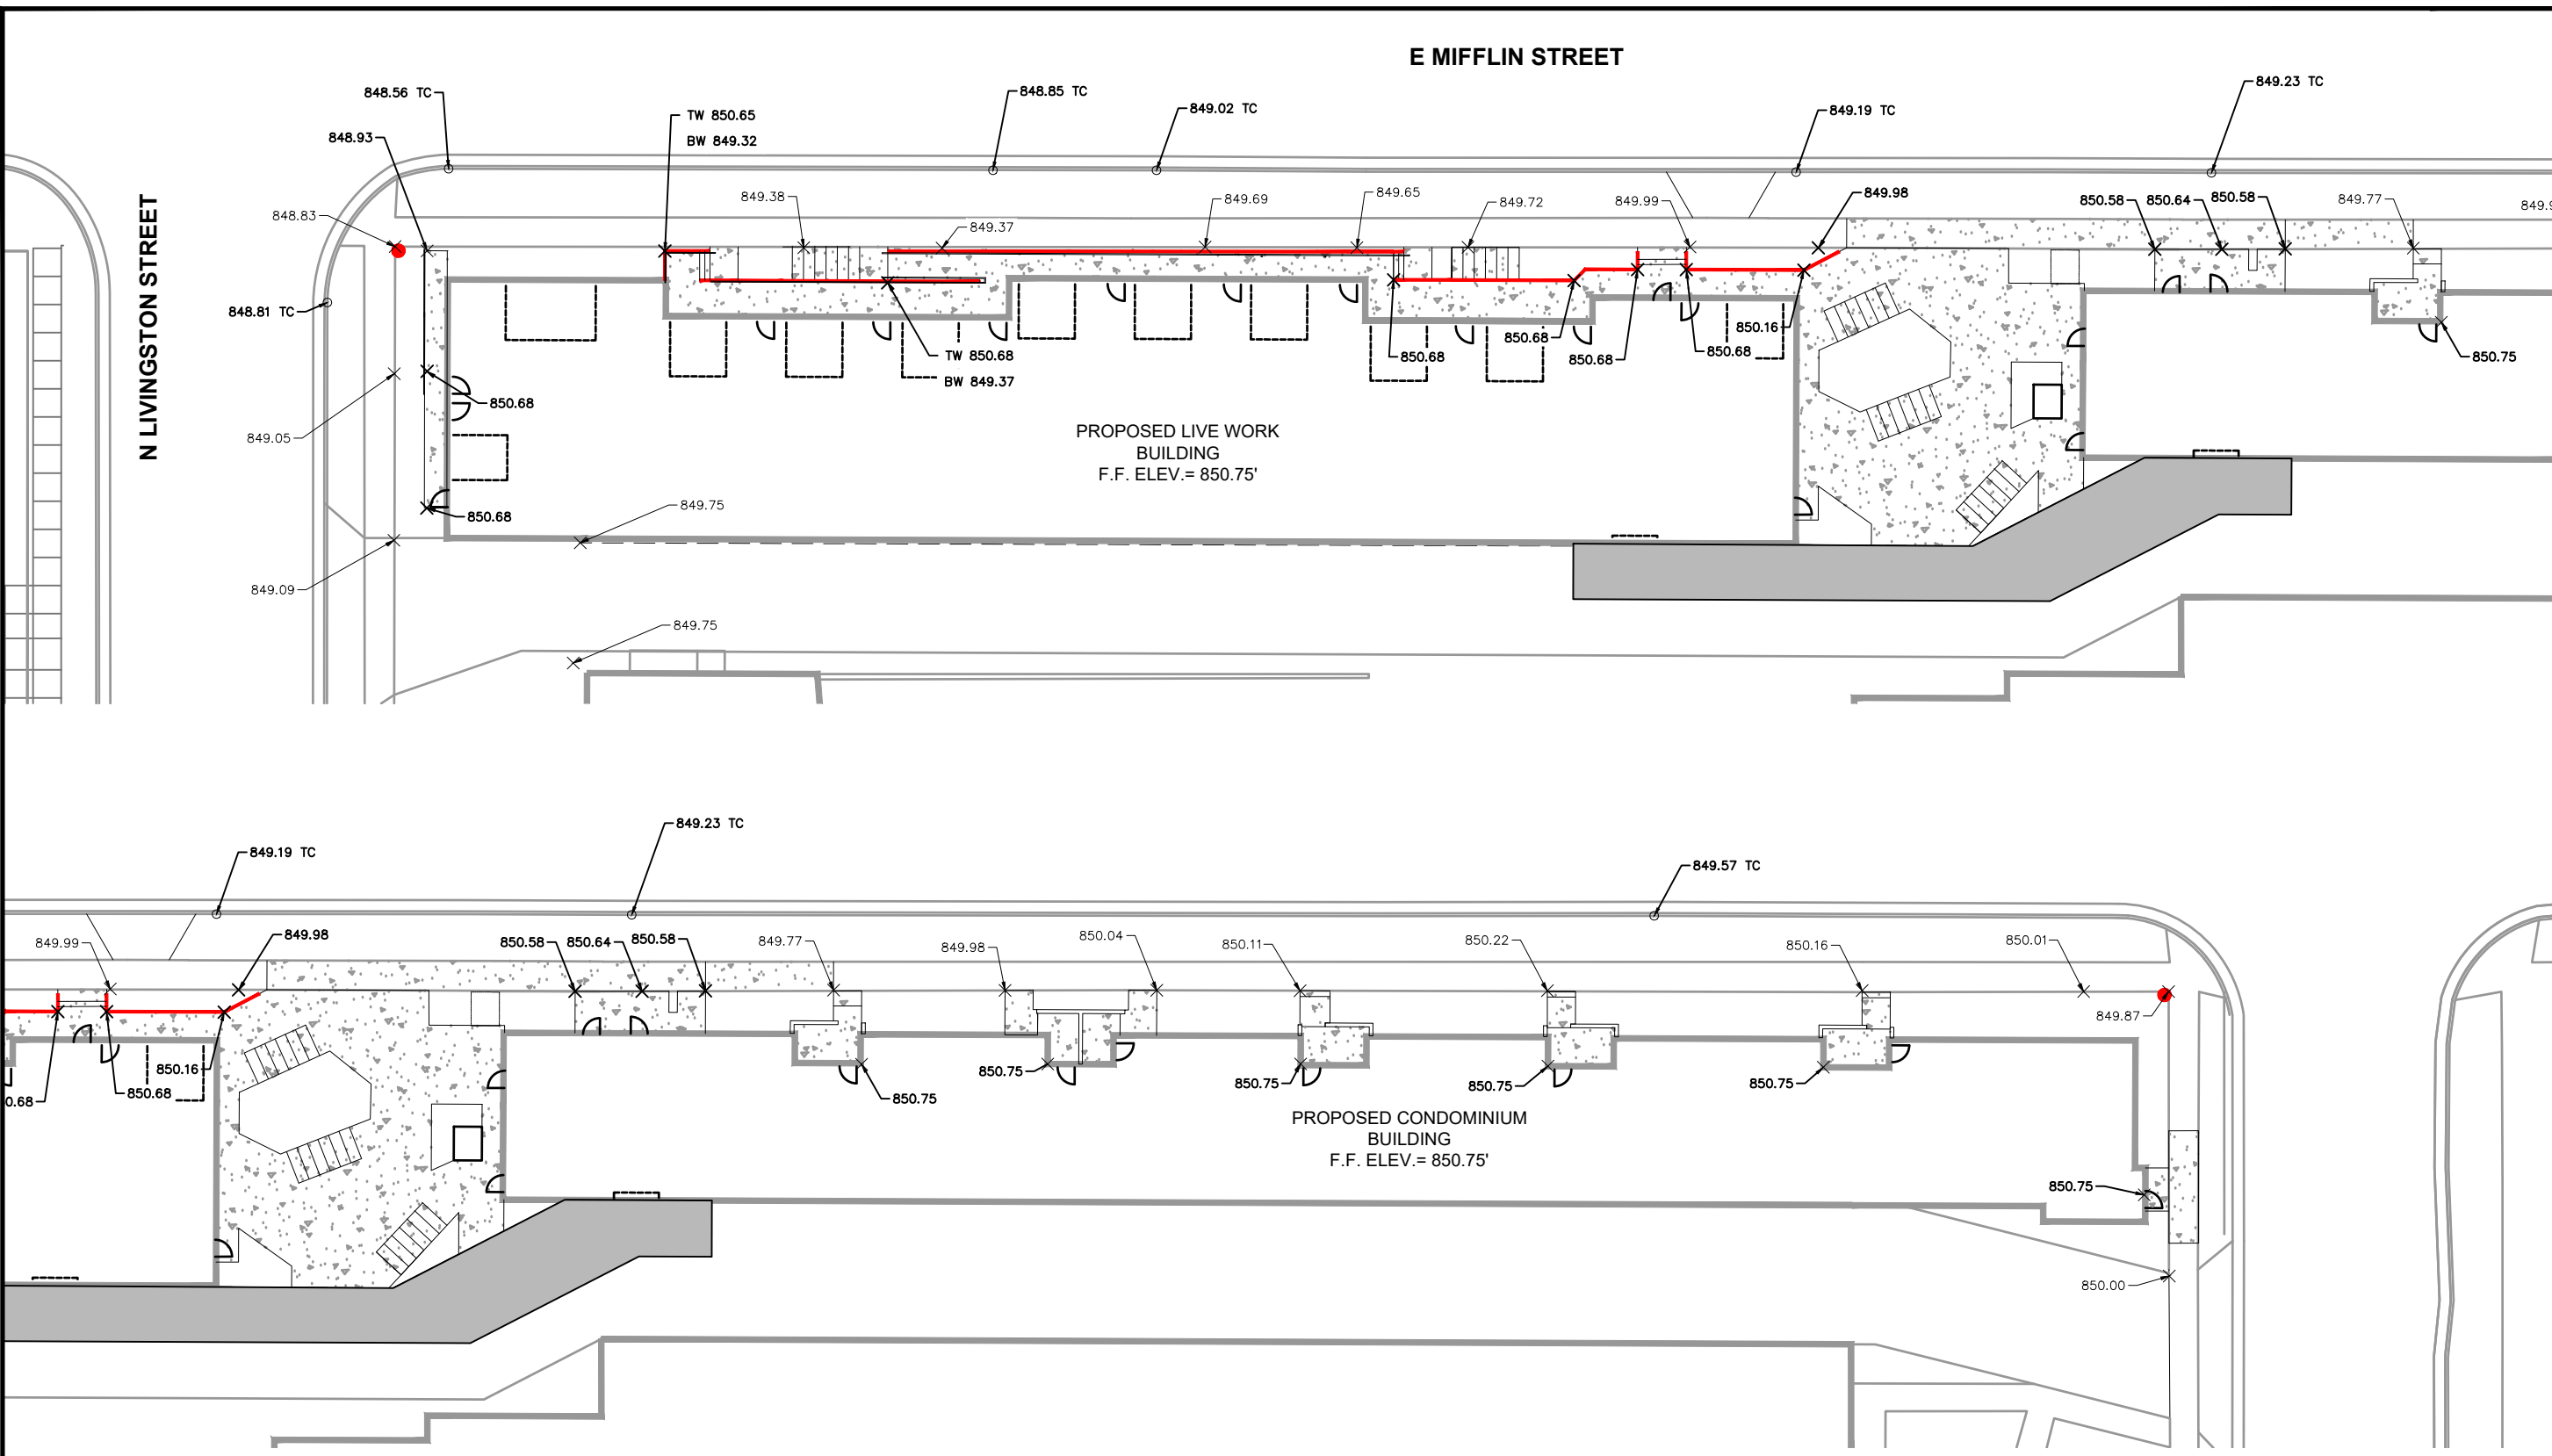 E MIFFLIN STREET
849.23 TC
848.56 TC
848.85 TC
849.02 TC
849.19 TC
TW 850.65
BW 849.32
848.93
849.38
849.69
849.65
849.72
849.99
849.98
850.58
850.64
850.58
849.77
848.83
849.37
N LIVINGSTON STREET
848.81 TC
850.16
850.68
850.68
850.68
850.68
TW 850.68
BW 849.37
850.75
850.68
849.05
PROPOSED LIVE WORK
BUILDING
F.F. ELEV.= 850.75'
849.75
850.68
849.09
849.75
849.23 TC
849.19 TC
849.57 TC
849.99
849.98
850.58
850.64
850.58
849.77
849.98
850.04
850.11
850.22
850.16
850.01
849.87
850.16
850.68
850.75
850.75
850.75
850.75
850.75
PROPOSED CONDOMINIUM
BUILDING
F.F. ELEV.= 850.75'
850.75
850.00